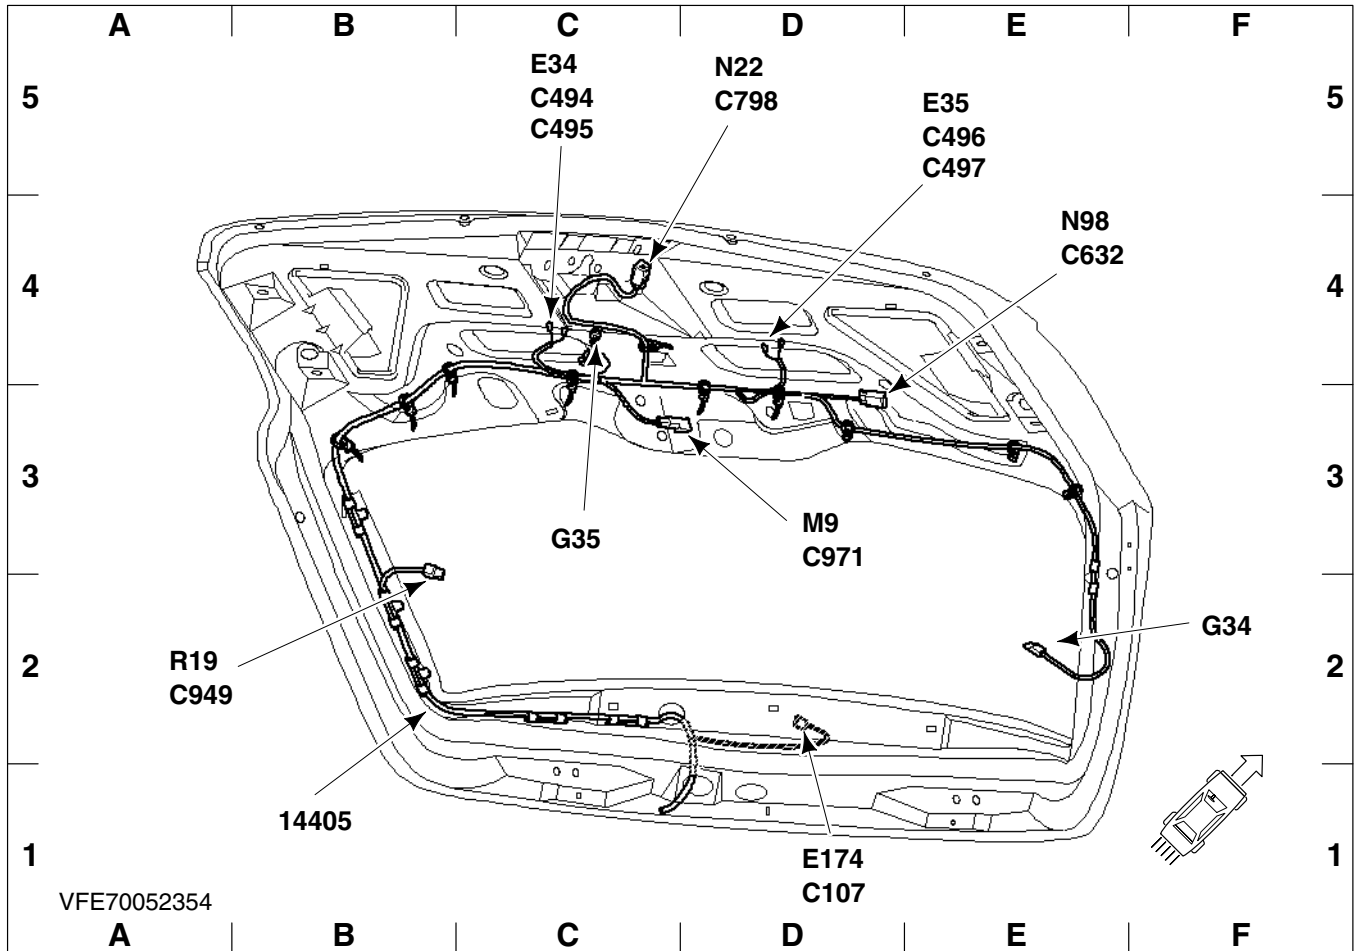 A B C D E F
5 5
E34
C494
C495
N22
C798
E35
C496
C497
N98
C632
4 4
3 3
G35
M9
C971
R19
C949
G34
2 2
14405
E174
C107
1 1
VFE70052354
A B C D E F